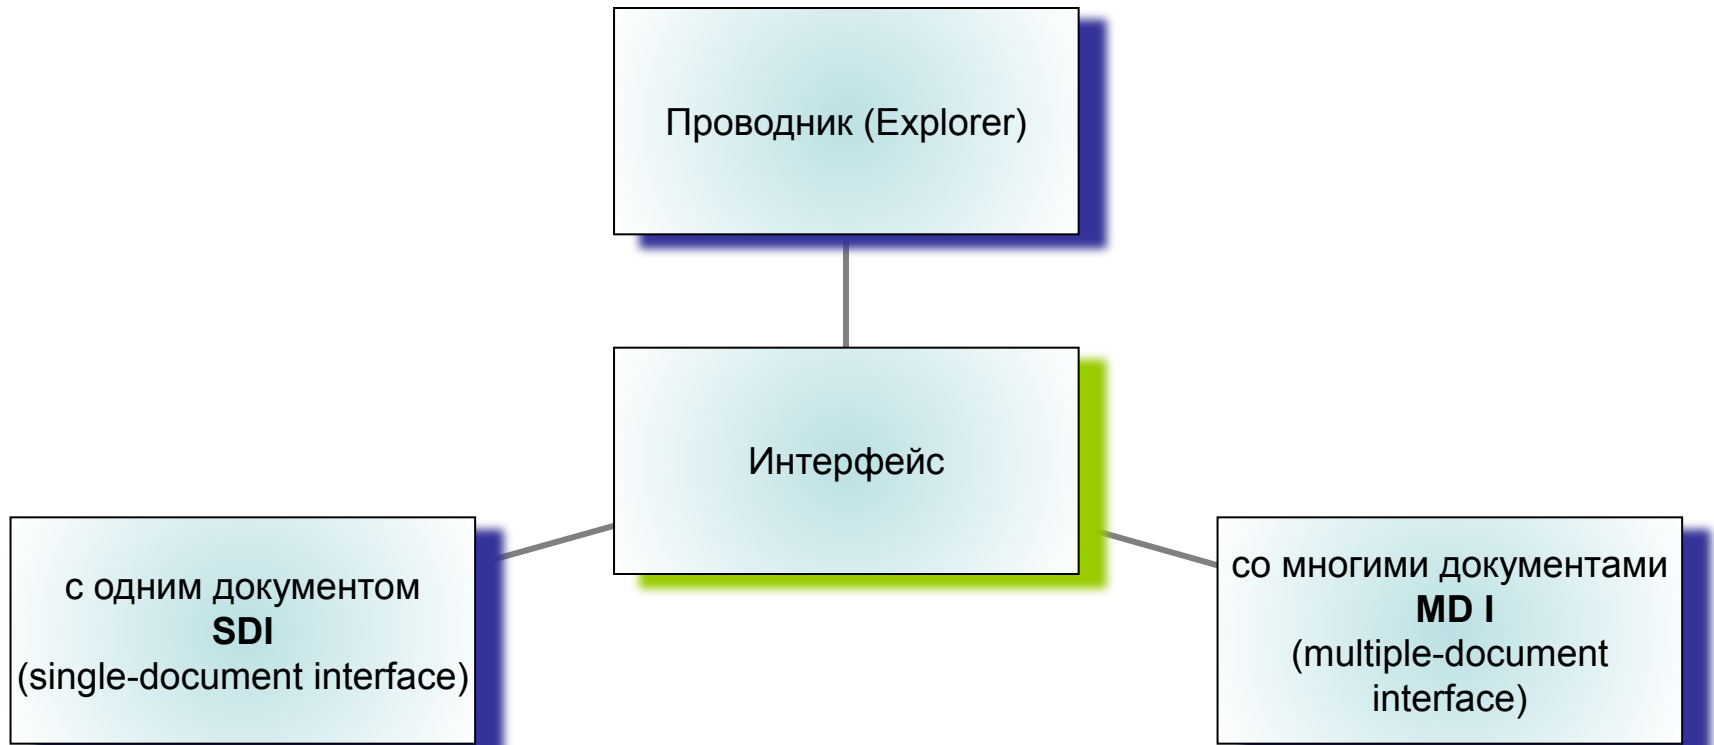 Проводник (Explorer)
Интерфейс
с одним документом
SDI
(single-document interface)
со многими документами
MD I
(multiple-document
interface)